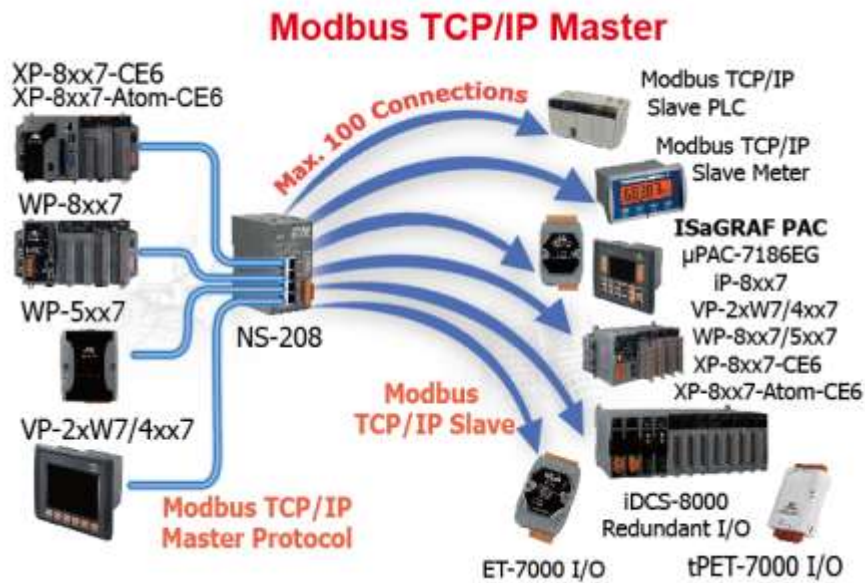 Modbus TCP/IP Master
XP-8xx7-CE6
XP-8xx7-Atom-CE6
WP-8xx7
WP-5xx7
VP-2xW7/4xx7
Modbus TCP/IP
Master Protocol
NS-208
Max. 100 Connections
Modbus
TCP/IP Slave
Modbus TCP/IP
Slave PLC
Modbus TCP/IP
Slave Meter
ISaGRAF PAC
µPAC-7186EG
iP-8xx7
VP-2xW7/4xx7
WP-8xx7/5xx7
XP-8xx7-CE6
XP-8xx7-Atom-CE6
iDCS-8000
Redundant I/O
ET-7000 I/O
tPET-7000 I/O